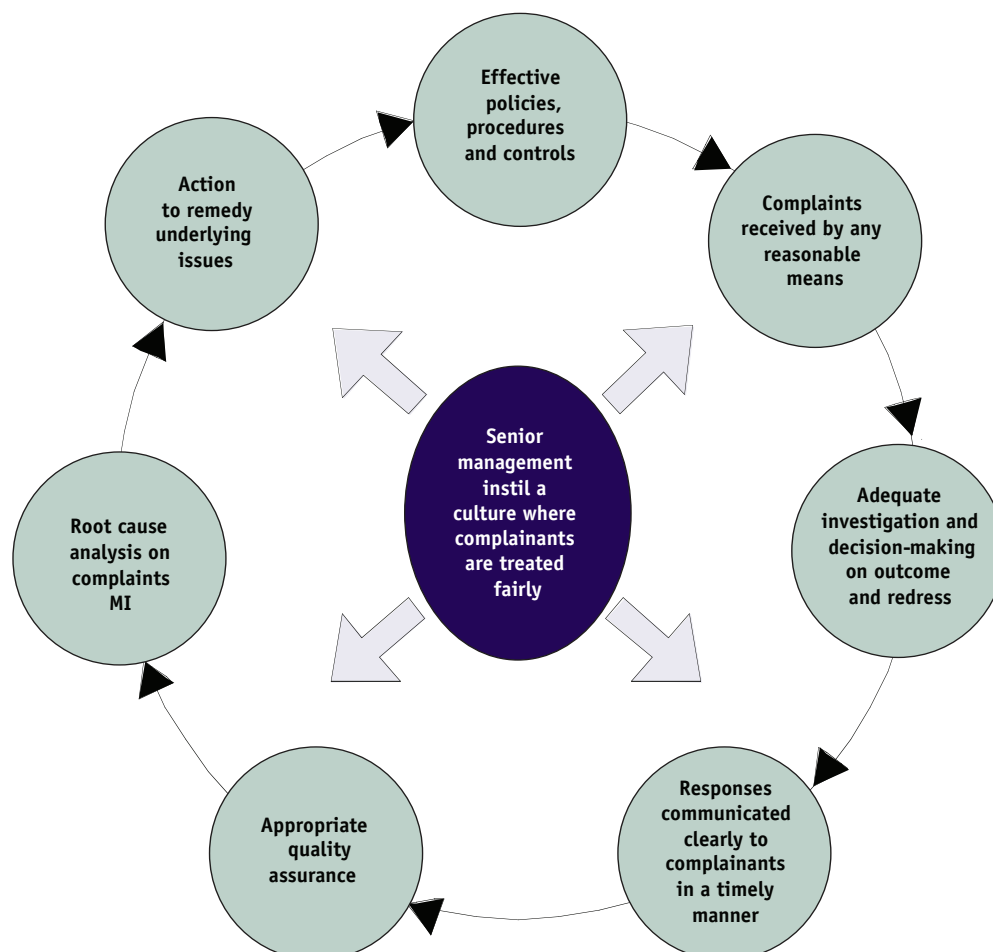 Effective
policies,
procedures
and controls
Complaints
received by any
reasonable
means
Adequate
investigation and
decision-making
on outcome
and redress
Responses
communicated
clearly to
complainants
in a timely
manner
Appropriate
quality
assurance
Root cause
analysis on
complaints
MI
Action
to remedy
underlying
issues
Senior
management
instil a
culture where
complainants
are treated
fairly